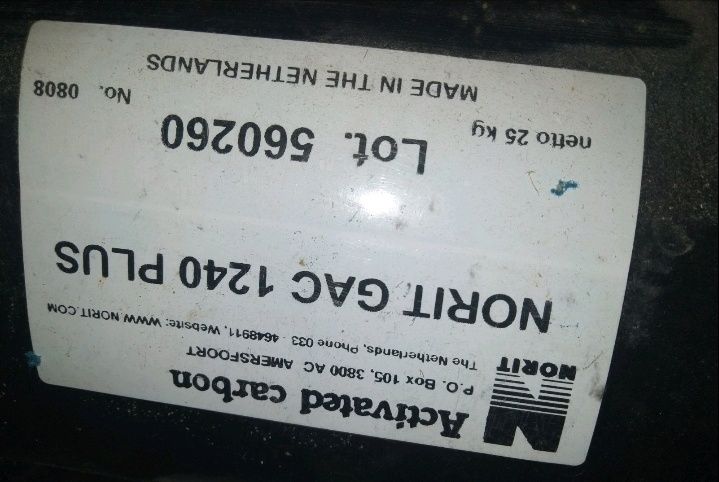 Activated carbon
P.O. Box 105, 3800 AC AMERSFOORT
The Netherlands, Phone 033 4648911, Website: WWW.NORIT.COM
NORIT
NORIT GAC 1240 PLUS
netto 25 kg Lot. 560260 No. 0808
MADE IN THE NETHERLANDS